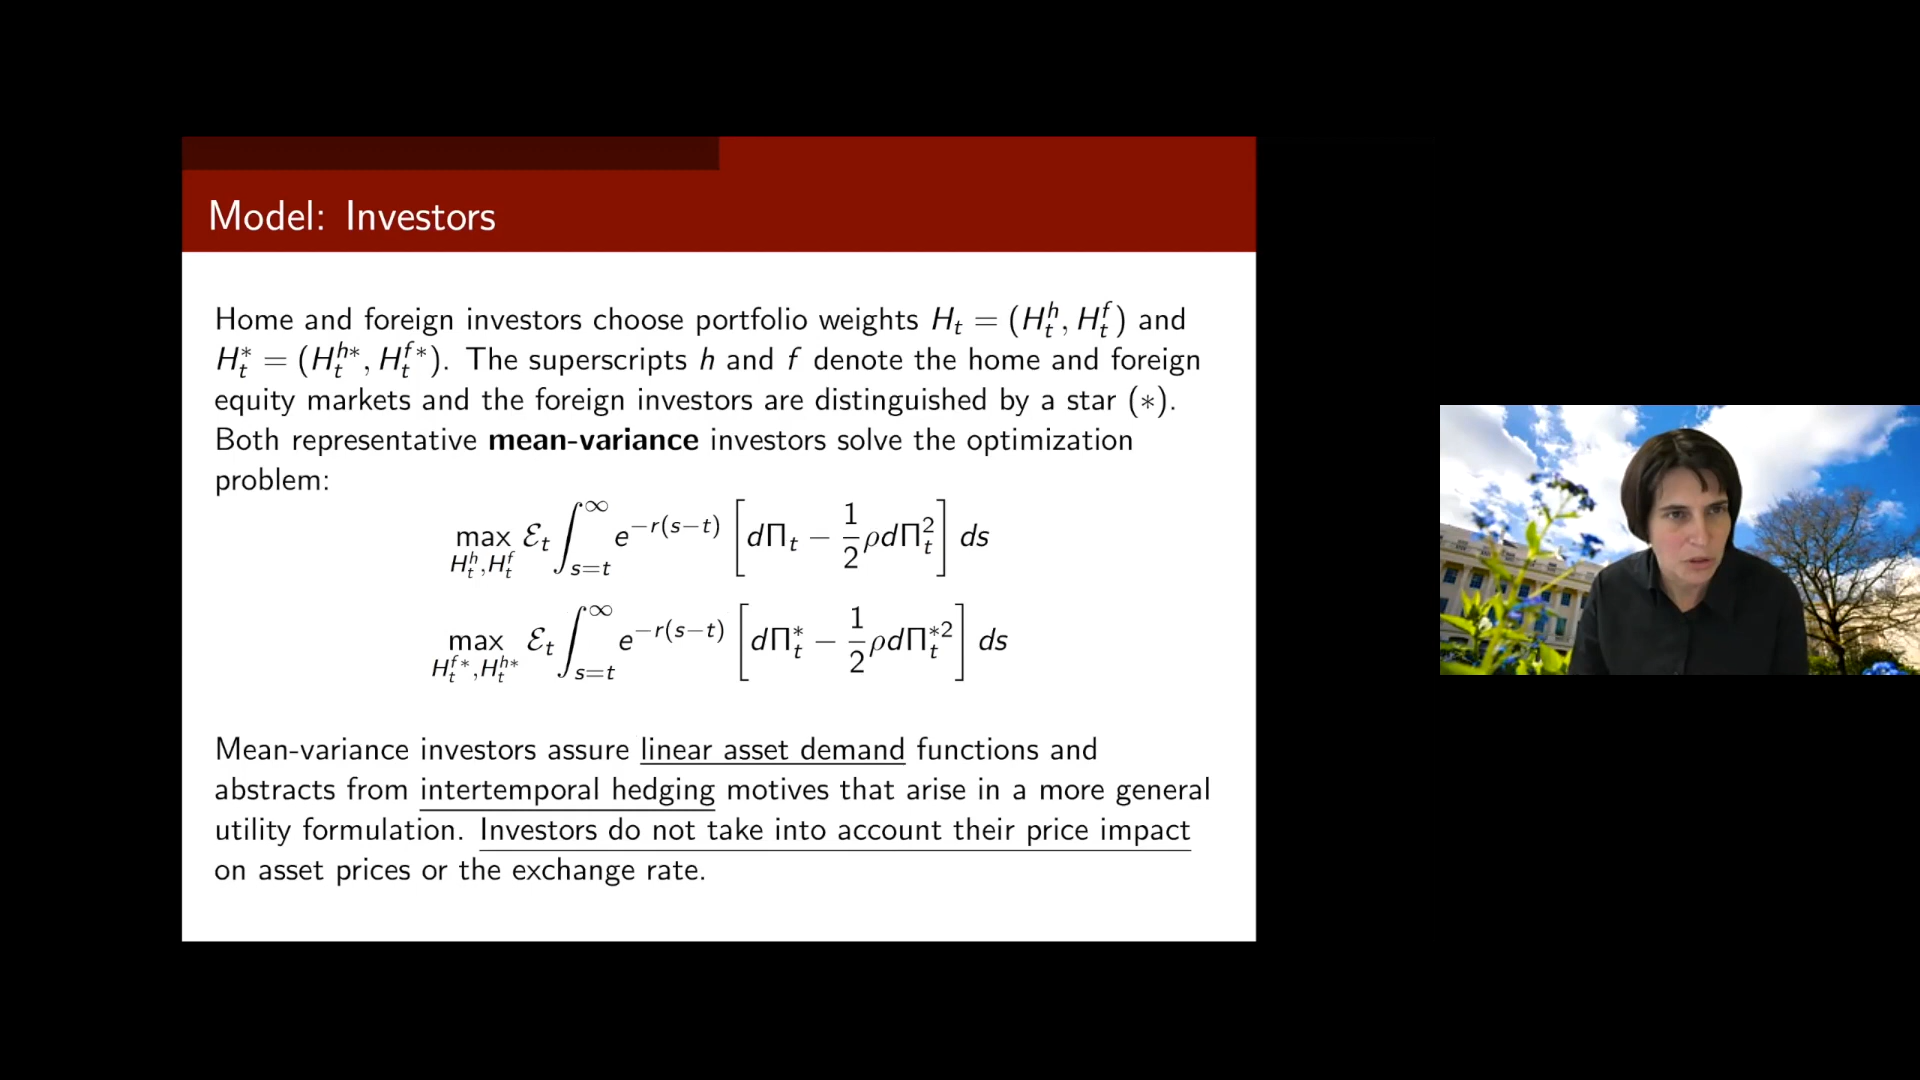 Model: Investors
Home and foreign investors choose portfolio weights $H_t = (H_t^h, H_t^f)$ and
$H_t^* = (H_t^{h*}, H_t^{f*})$. The superscripts h and f denote the home and foreign
equity markets and the foreign investors are distinguished by a star (∗).
Both representative mean-variance investors solve the optimization
problem:
$\max_{H_t^h, H_t^f} \mathcal{E}_t \int_{s=t}^{\infty} e^{-r(s-t)} \left[ d\Pi_t - \frac{1}{2} \rho d\Pi_t^2 \right] ds$
$\max_{H_t^{f*}, H_t^{h*}} \mathcal{E}_t \int_{s=t}^{\infty} e^{-r(s-t)} \left[ d\Pi_t^* - \frac{1}{2} \rho d\Pi_t^{*2} \right] ds$
Mean-variance investors assure linear asset demand functions and
abstracts from intertemporal hedging motives that arise in a more general
utility formulation. Investors do not take into account their price impact
on asset prices or the exchange rate.